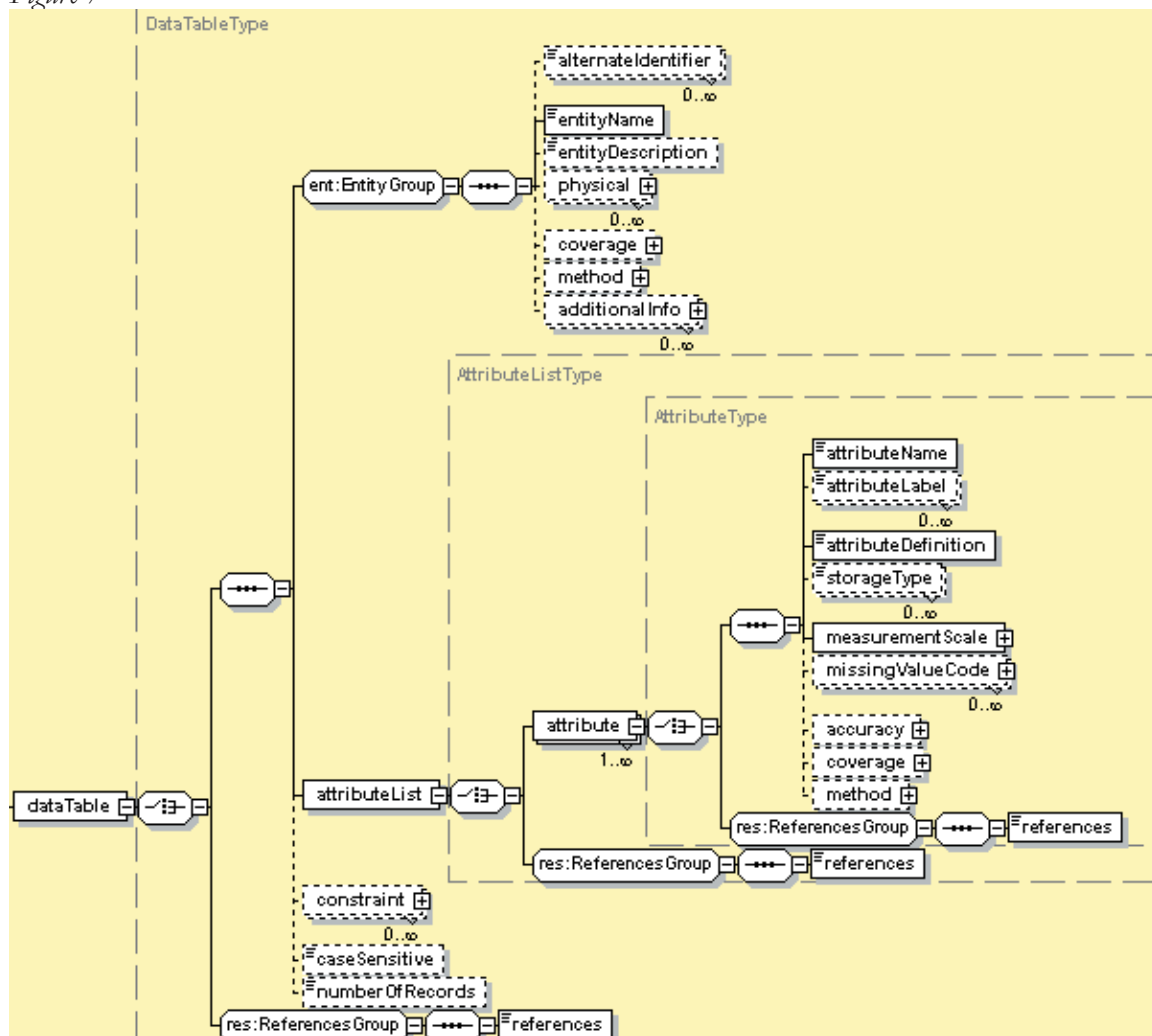 Figure 7
DataTableType
alternateIdentifier
0..∞
entityName
entityDescription
ent:EntityGroup
physical
0..∞
coverage
method
additionalInfo
0..∞
AttributeListType
AttributeType
attributeName
attributeLabel
0..∞
attributeDefinition
storageType
0..∞
measurementScale
missingValueCode
0..∞
attribute
1..∞
accuracy
coverage
method
dataTable
attributeList
res:ReferencesGroup
references
res:ReferencesGroup
references
constraint
0..∞
caseSensitive
numberOfRecords
res:ReferencesGroup
references